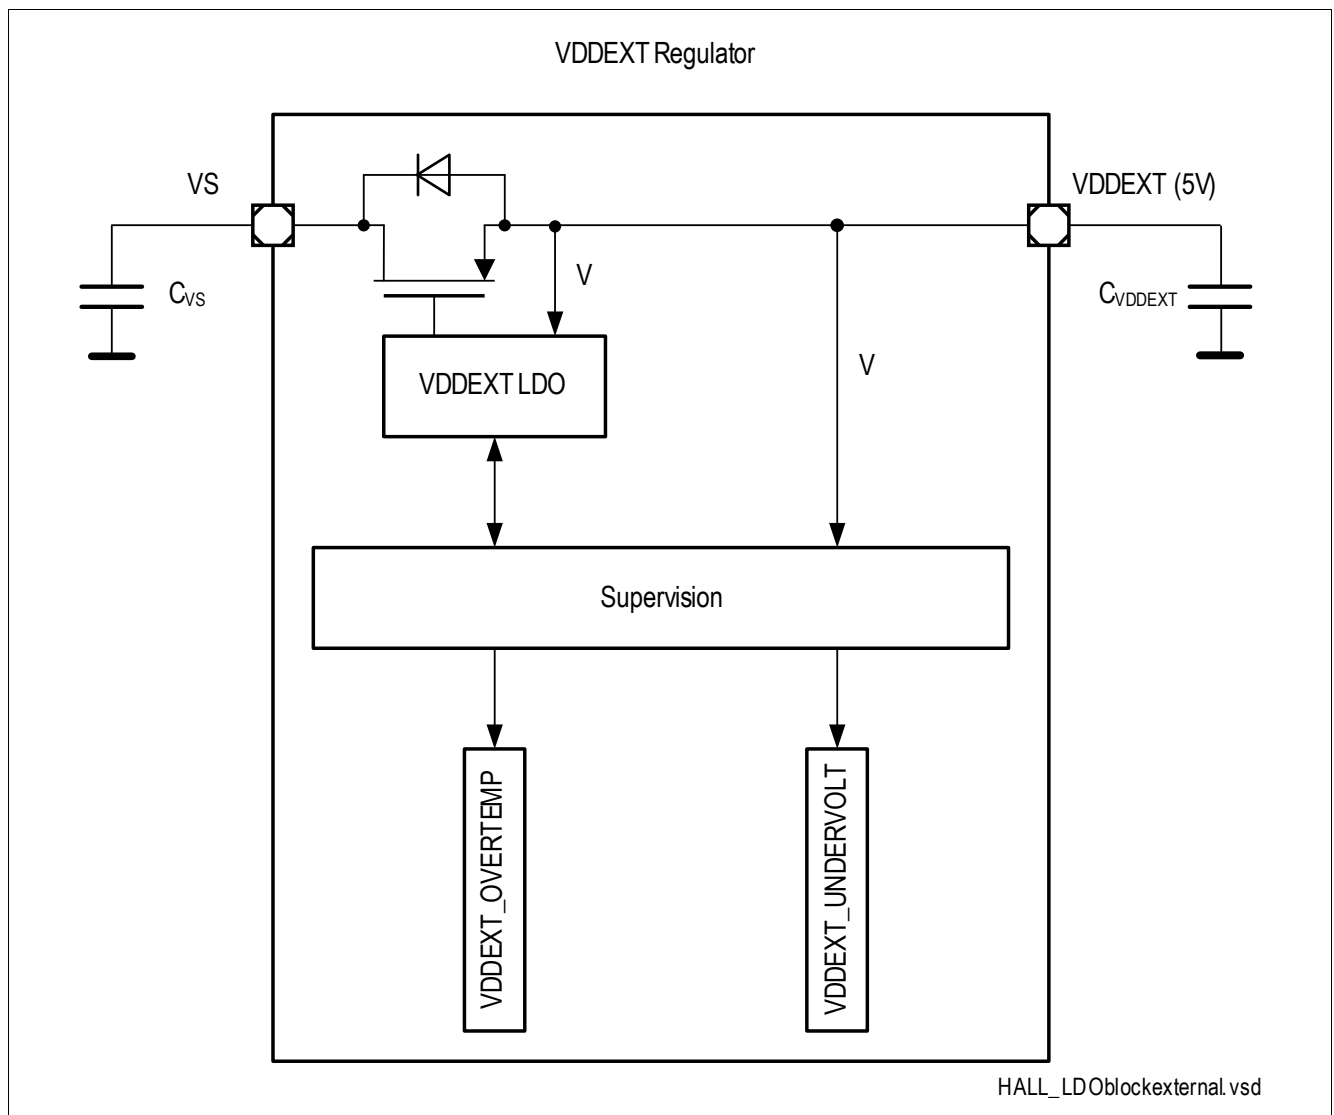 VDDEXT Regulator
VS
VDDEXT (5V)
CVS
V
CVDDEXT
VDDEXT LDO
V
Supervision
VDDEXT_OVERTEMP
VDDEXT_UNDERVOLT
HALL_LDOblockexternal.vsd